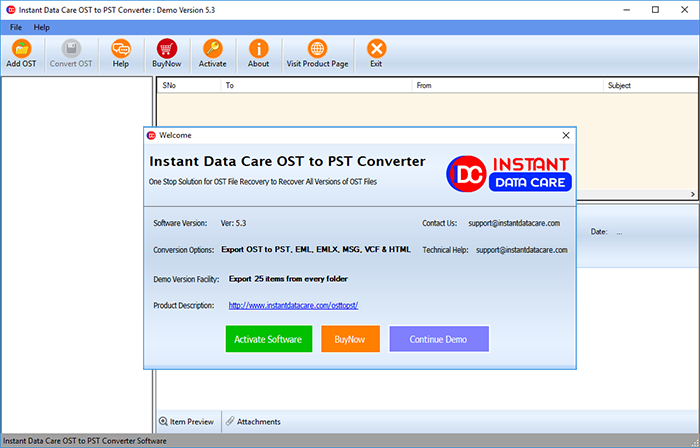 Instant Data Care OST to PST Converter : Demo Version 5.3
File Help
Add OST Convert OST Help BuyNow Activate About Visit Product Page Exit
SNo To From Subject
Welcome
Instant Data Care OST to PST Converter
One Stop Solution for OST File Recovery to Recover All Versions of OST Files
DC INSTANT
DATA CARE
Software Version: Ver: 5.3 Contact Us: support@instantdatacare.com
Date: ...
Conversion Options: Export OST to PST, EML, EMLX, MSG, VCF & HTML Technical Help: support@instantdatacare.com
Demo Version Facility: Export 25 items from every folder
Product Description: http://www.instantdatacare.com/osttopst/
Activate Software BuyNow Continue Demo
Item Preview Attachments
Instant Data Care OST to PST Converter Software